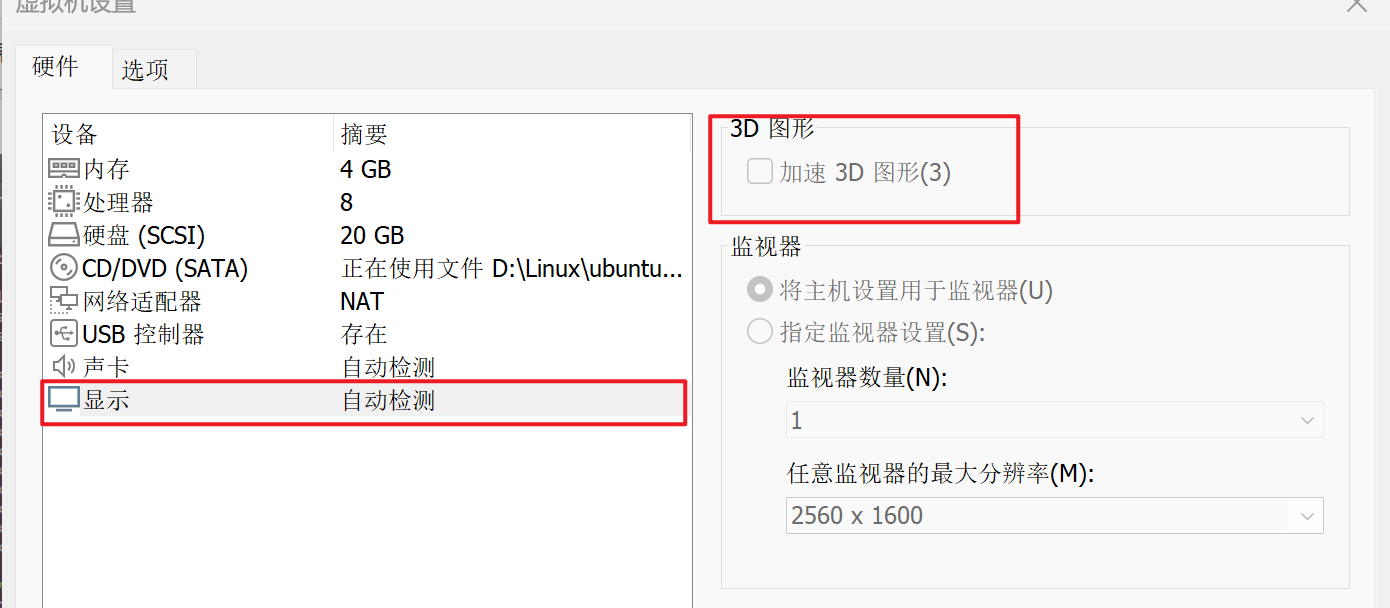 虚拟机设置
硬件
选项
设备 摘要
内存 4 GB
处理器 8
硬盘 (SCSI) 20 GB
CD/DVD (SATA) 正在使用文件 D:\Linux\ubuntu...
网络适配器 NAT
USB 控制器 存在
声卡 自动检测
显示 自动检测
3D 图形
加速 3D 图形(3)
监视器
将主机设置用于监视器(U)
指定监视器设置(S):
监视器数量(N):
1
任意监视器的最大分辨率(M):
2560 x 1600